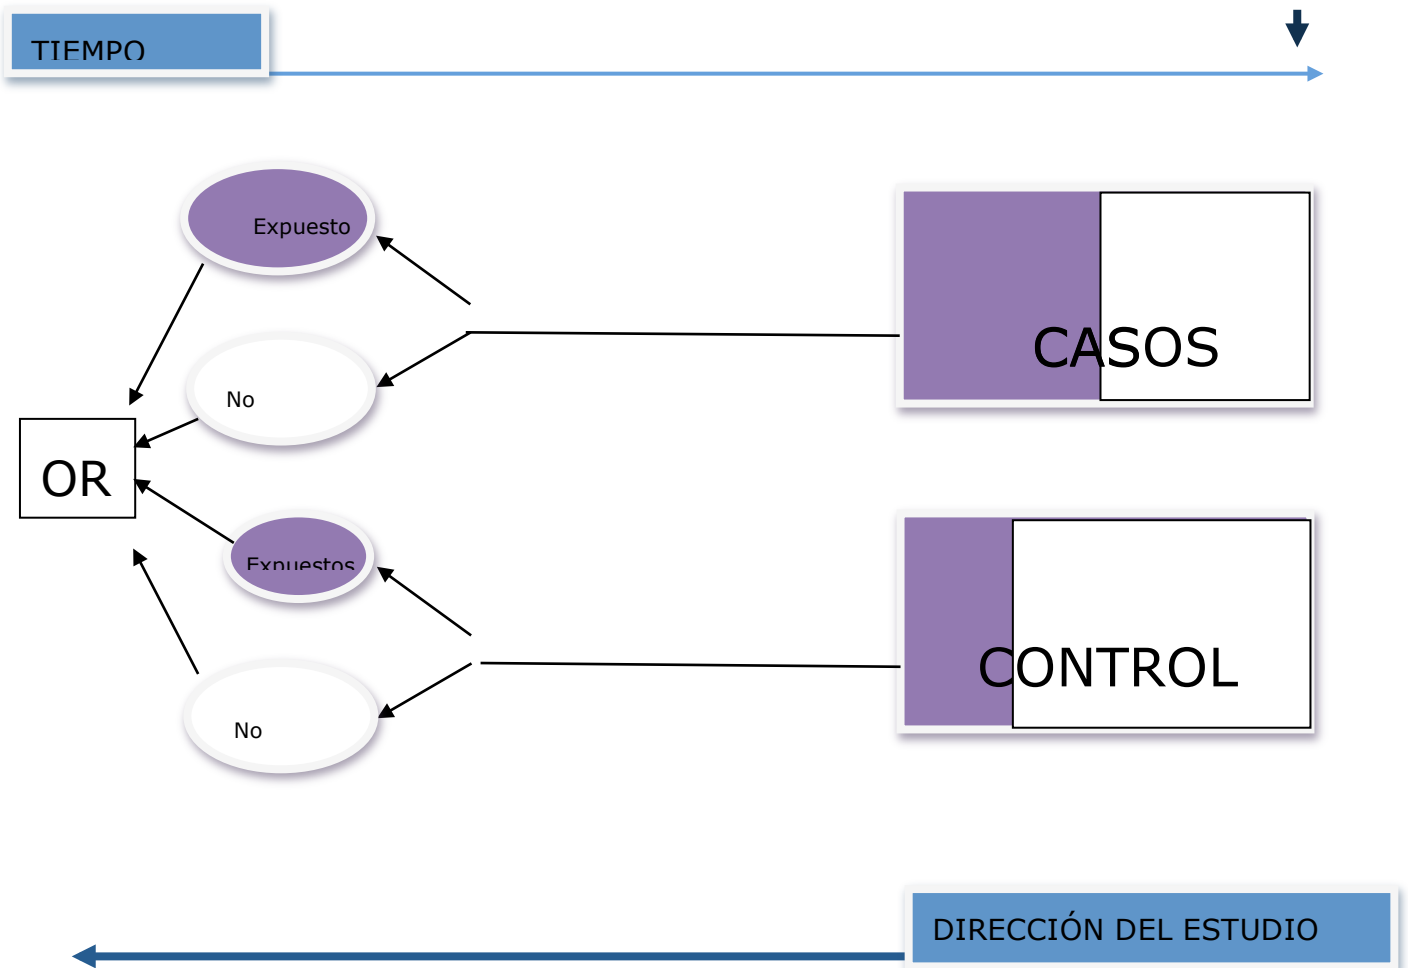 TIEMPO
Expuesto
CASOS
No
OR
Expuestos
CONTROL
No
DIRECCIÓN DEL ESTUDIO